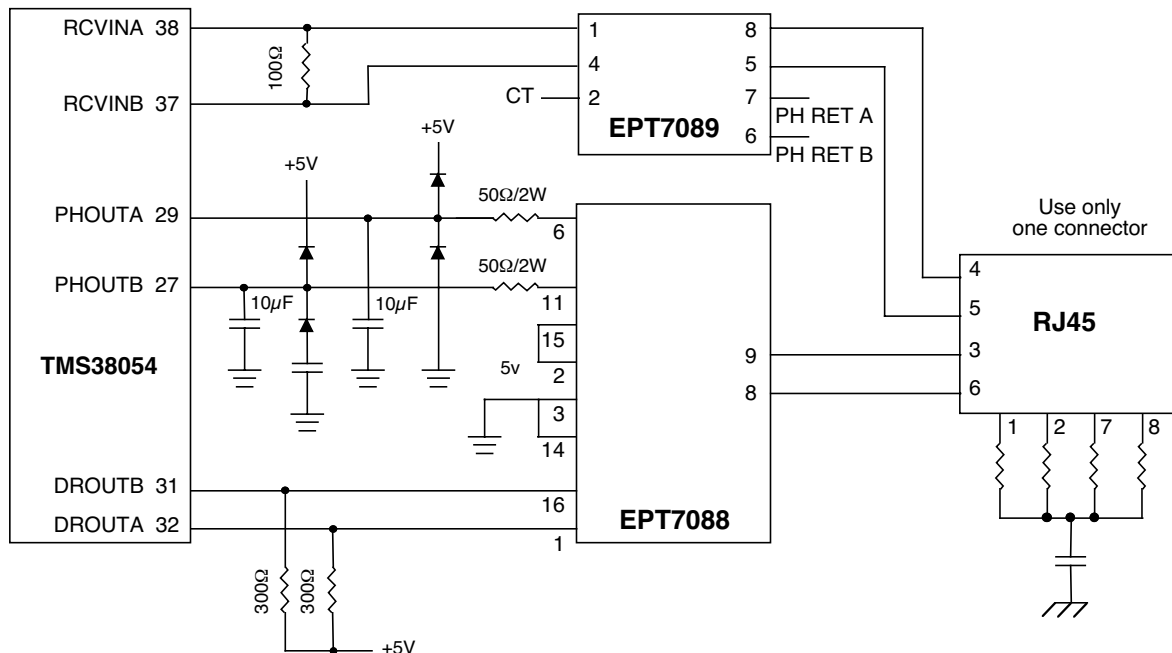 RCVINA 38
100Ω
RCVINB 37
1
4
CT
2
EPT7089
8
5
7
PH RET A
6
PH RET B
+5V
+5V
PHOUTA 29
50Ω/2W
6
PHOUTB 27
50Ω/2W
11
10µF
10µF
TMS38054
15
5v
2
3
14
9
8
EPT7088
DROUTB 31
16
DROUTA 32
1
300Ω
300Ω
+5V
Use only
one connector
4
5
RJ45
3
6
1
2
7
8